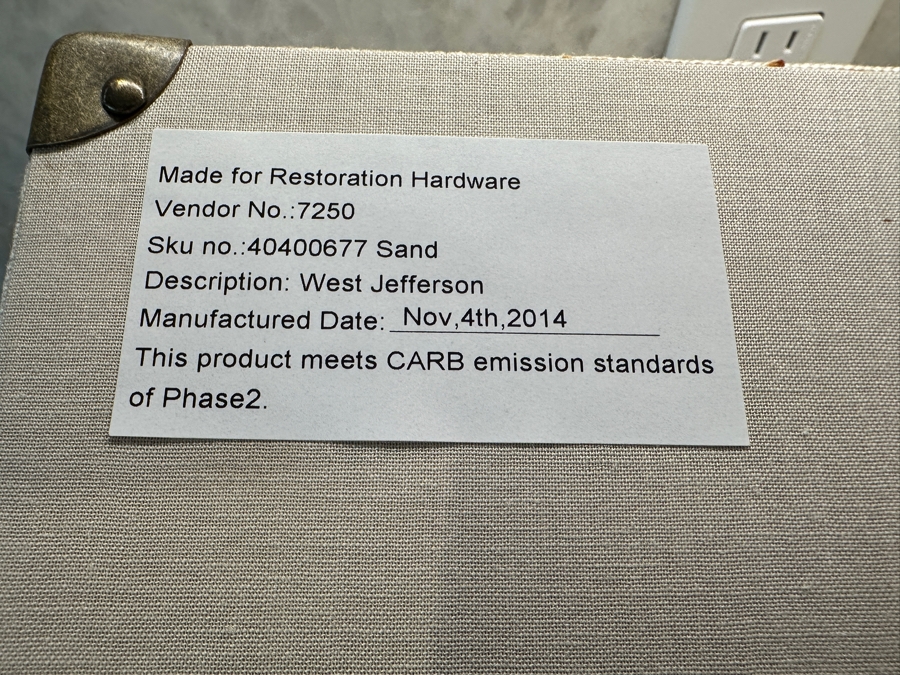 Made for Restoration Hardware
Vendor No.:7250
Sku no.:40400677 Sand
Description: West Jefferson
Manufactured Date: Nov,4th,2014
This product meets CARB emission standards
of Phase2.